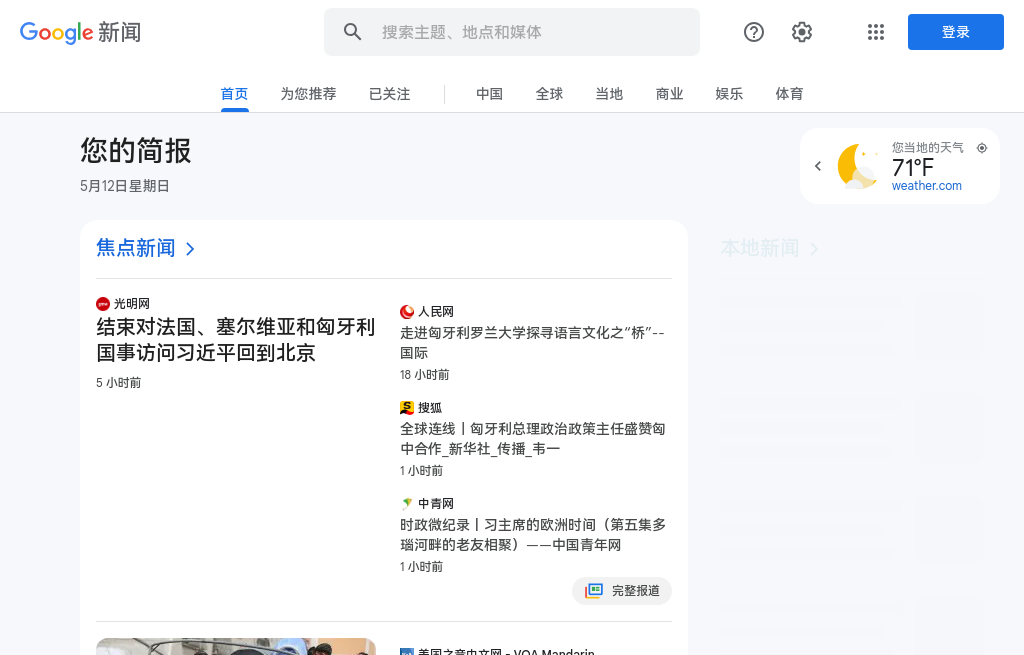 Google 新闻
搜索主题、地点和媒体
登录
首页
为您推荐
已关注
中国
全球
当地
商业
娱乐
体育
您的简报
5月12日星期日
您当地的天气
71°F
weather.com
焦点新闻
本地新闻
光明网
结束对法国、塞尔维亚和匈牙利
国事访问习近平回到北京
5 小时前
人民网
走进匈牙利罗兰大学探寻语言文化之“桥”--
国际
18 小时前
搜狐
全球连线丨匈牙利总理政治政策主任盛赞匈
中合作_新华社_传播_韦一
1 小时前
中青网
时政微纪录丨习主席的欧洲时间（第五集多
瑙河畔的老友相聚）——中国青年网
1 小时前
完整报道
美国之音中文网 - VOA Mandarin